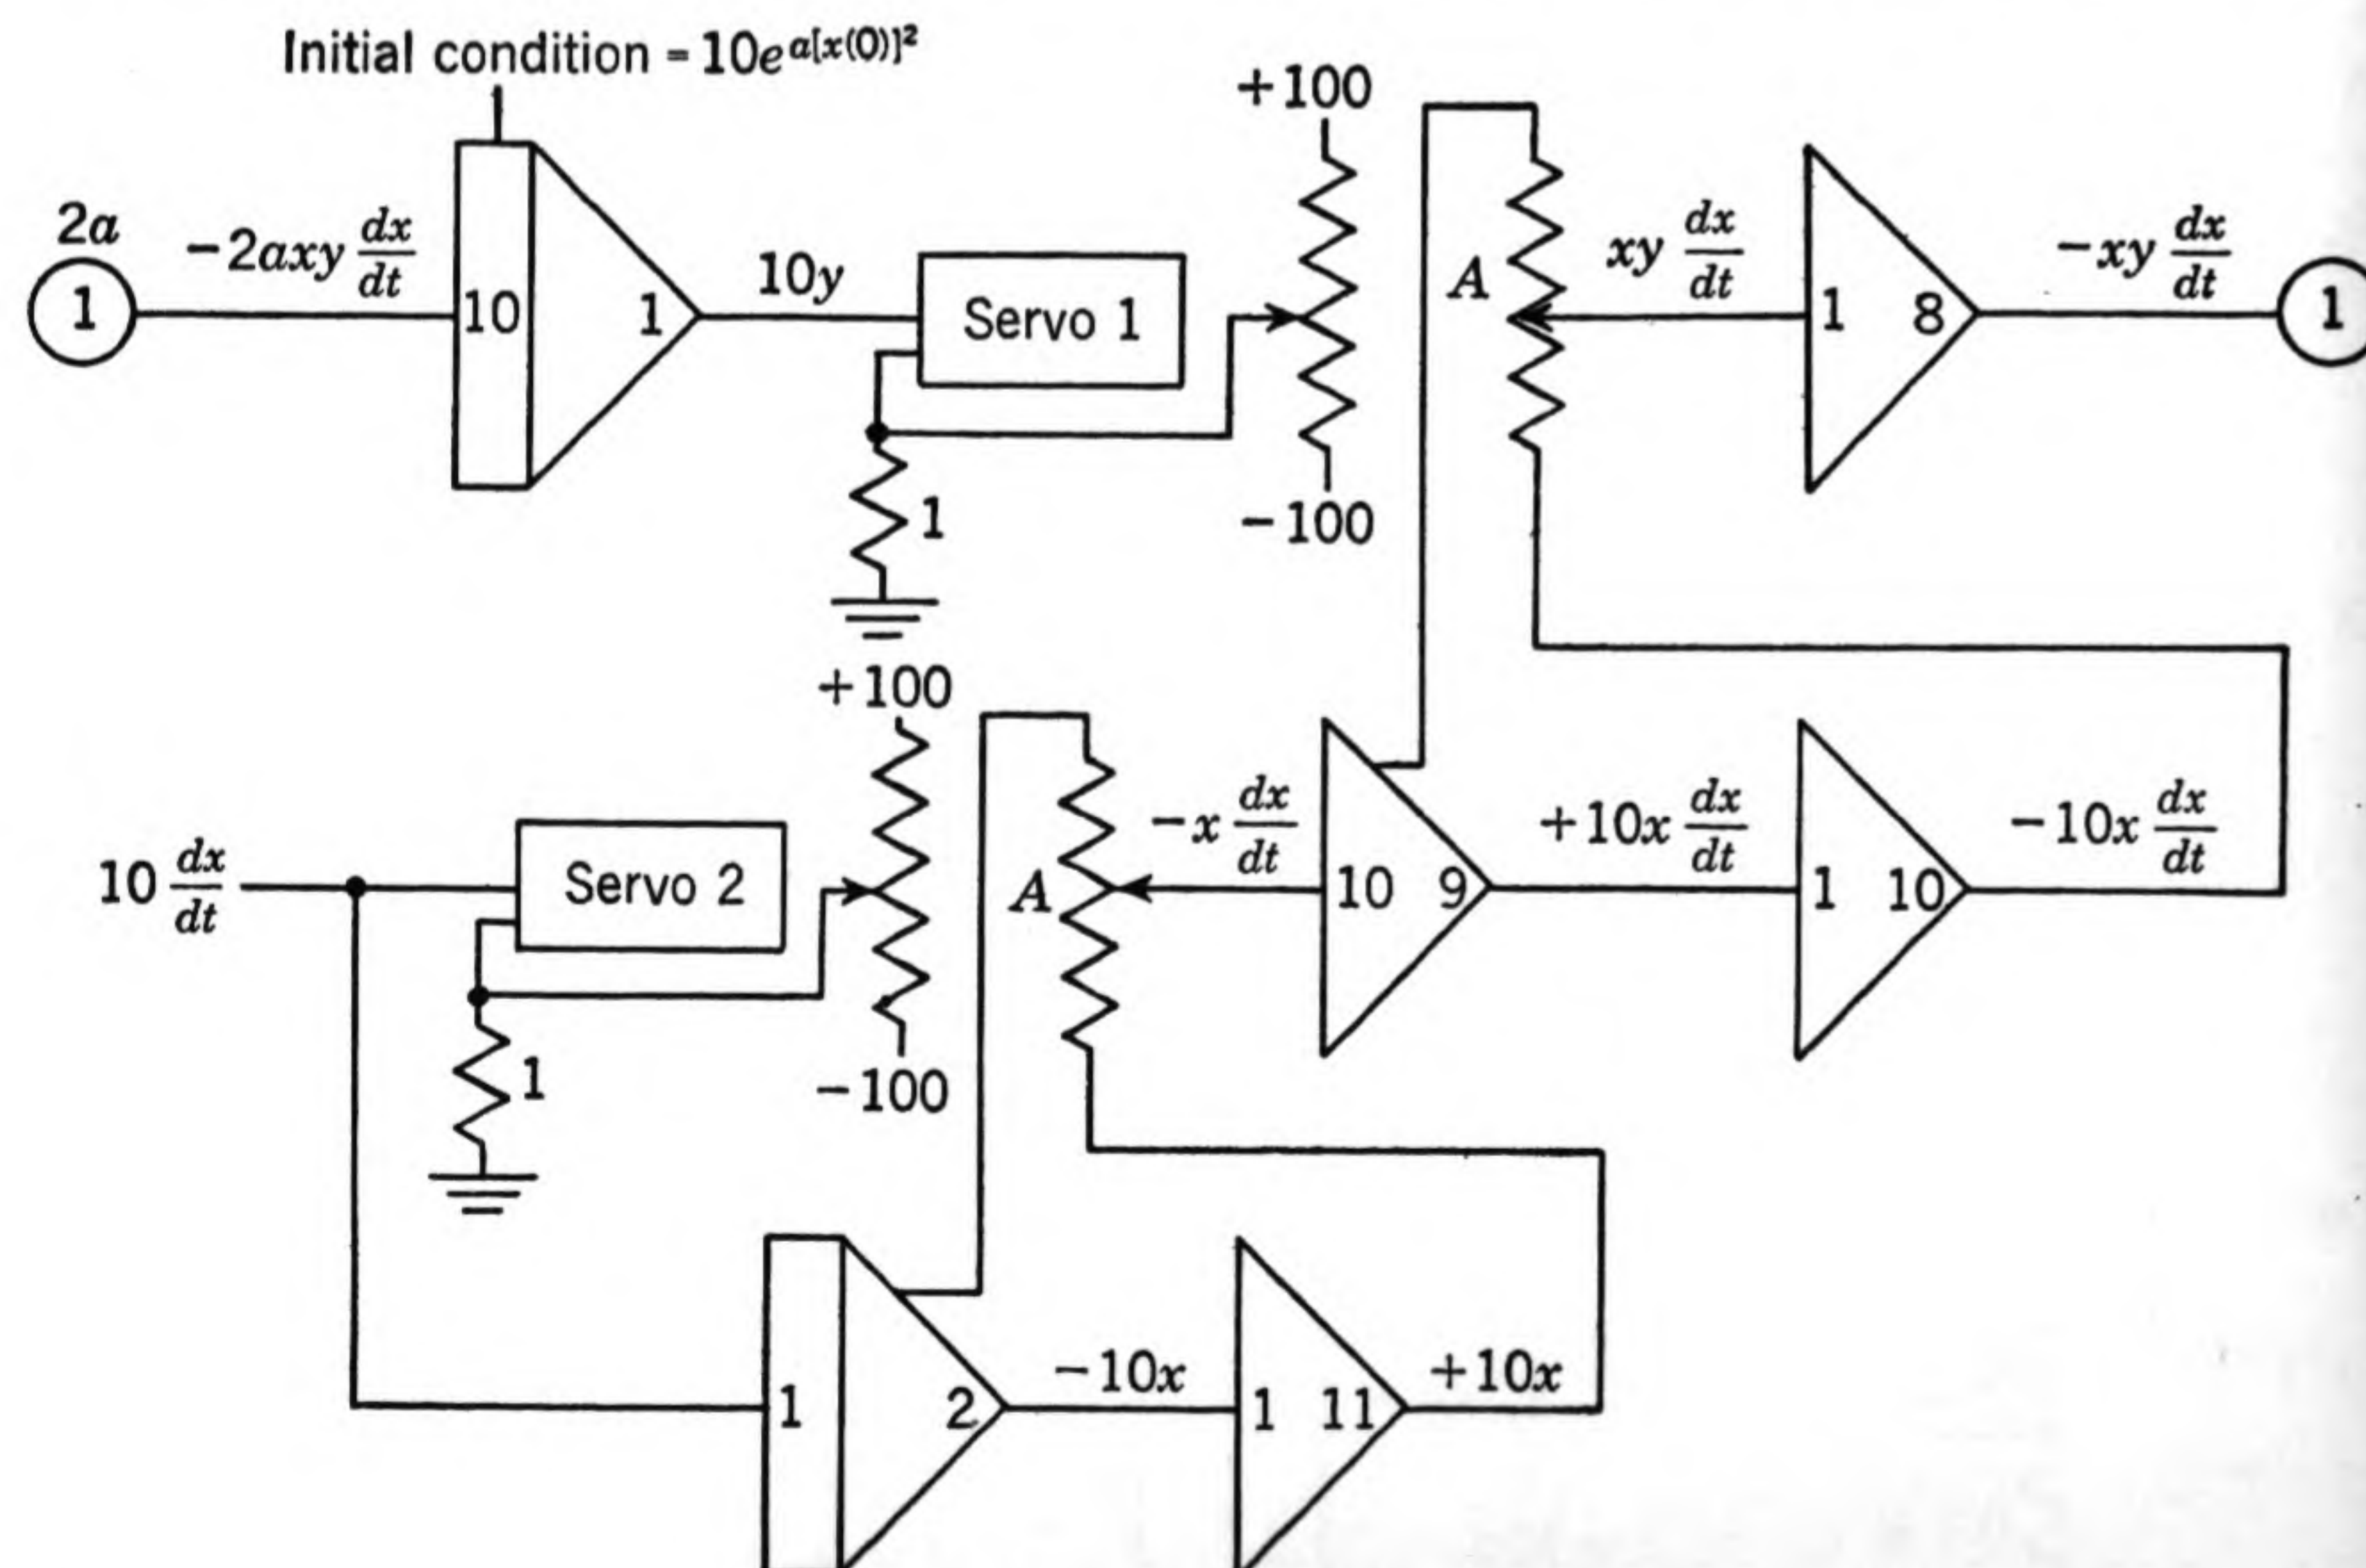 Initial condition = 10e^{a[x(0)]²}
+100
2a
−2axy dx/dt
10y
A
xy dx/dt
−xy dx/dt
1
10
1
Servo 1
1
8
1
1
−100
+100
10 dx/dt
Servo 2
A
−x dx/dt
10
9
+10x dx/dt
1
10
−10x dx/dt
1
−100
1
2
−10x
1
11
+10x